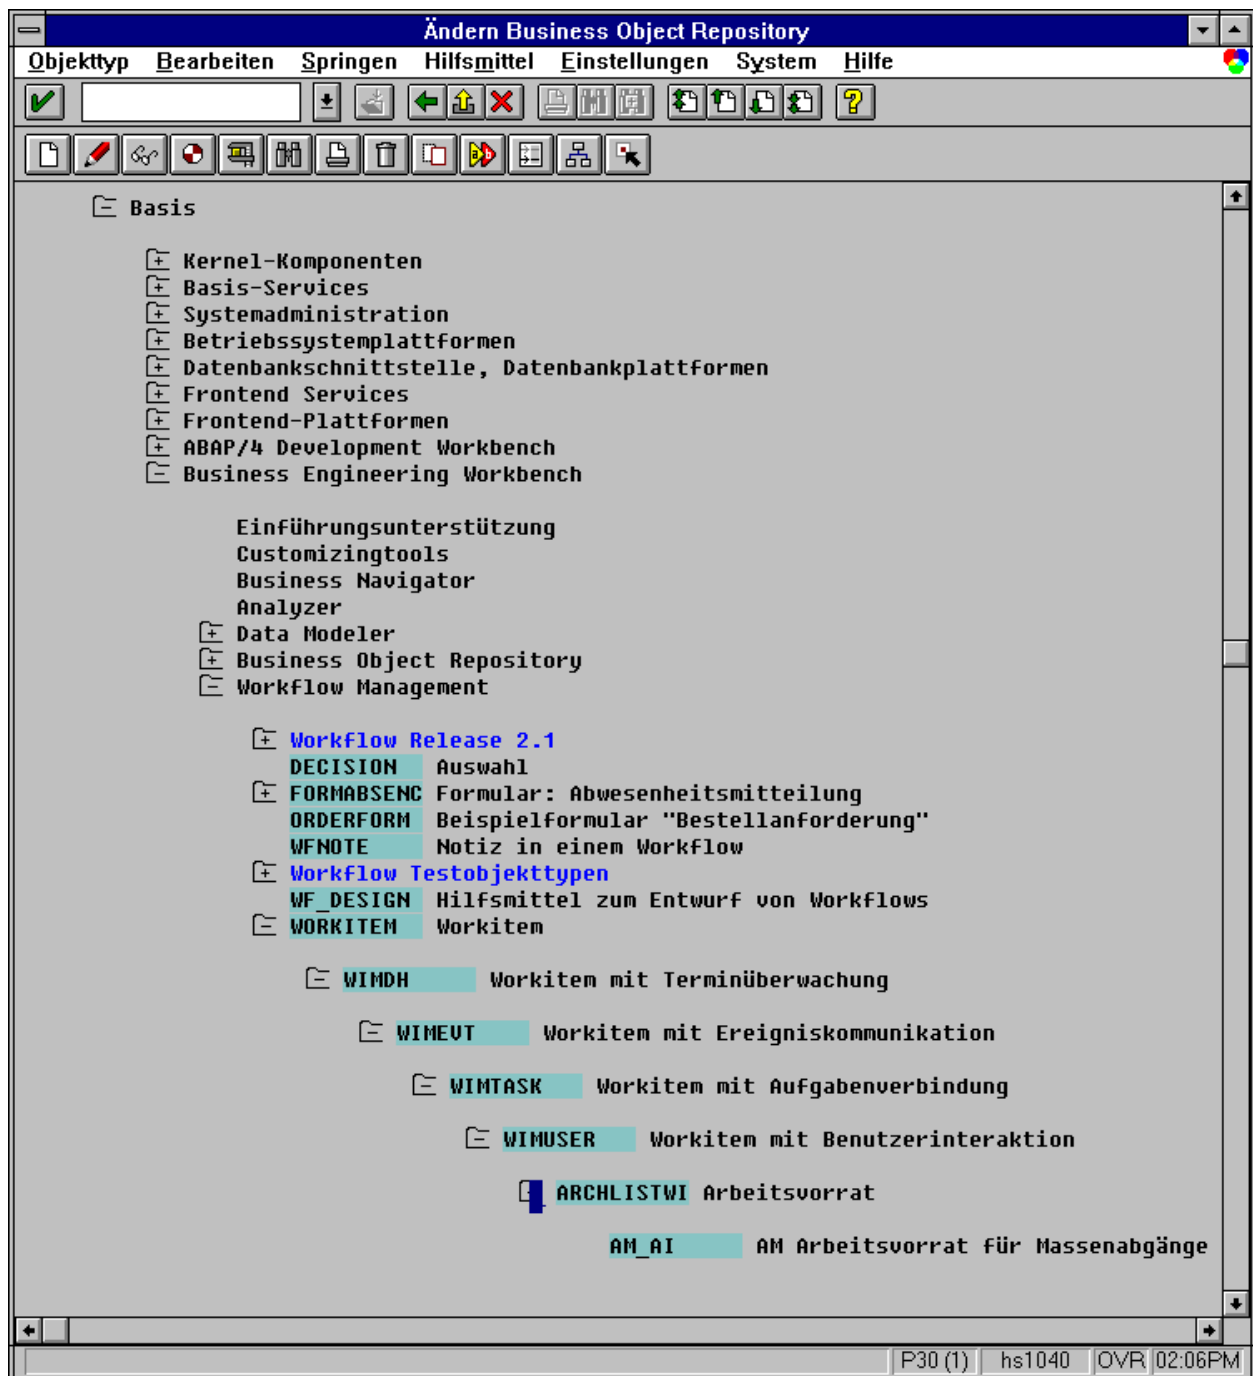 Ändern Business Object Repository
Objekttyp Bearbeiten Springen Hilfsmittel Einstellungen System Hilfe
Basis
Kernel-Komponenten
Basis-Services
Systemadministration
Betriebssystemplattformen
Datenbankschnittstelle, Datenbankplattformen
Frontend Services
Frontend-Plattformen
ABAP/4 Development Workbench
Business Engineering Workbench
Einführungsunterstützung
Customizingtools
Business Navigator
Analyzer
Data Modeler
Business Object Repository
Workflow Management
Workflow Release 2.1
DECISION Auswahl
FORMABSENC Formular: Abwesenheitsmitteilung
ORDERFORM Beispielformular "Bestellanforderung"
WFNOTE Notiz in einem Workflow
Workflow Testobjekttypen
WF_DESIGN Hilfsmittel zum Entwurf von Workflows
WORKITEM Workitem
WIMDH Workitem mit Terminüberwachung
WIMEVT Workitem mit Ereigniskommunikation
WIMTASK Workitem mit Aufgabenverbindung
WIMUSER Workitem mit Benutzerinteraktion
ARCHLISTWI Arbeitsvorrat
AM_AI AM Arbeitsvorrat für Massenabgänge
P30 (1) hs1040 OVR 02:06PM